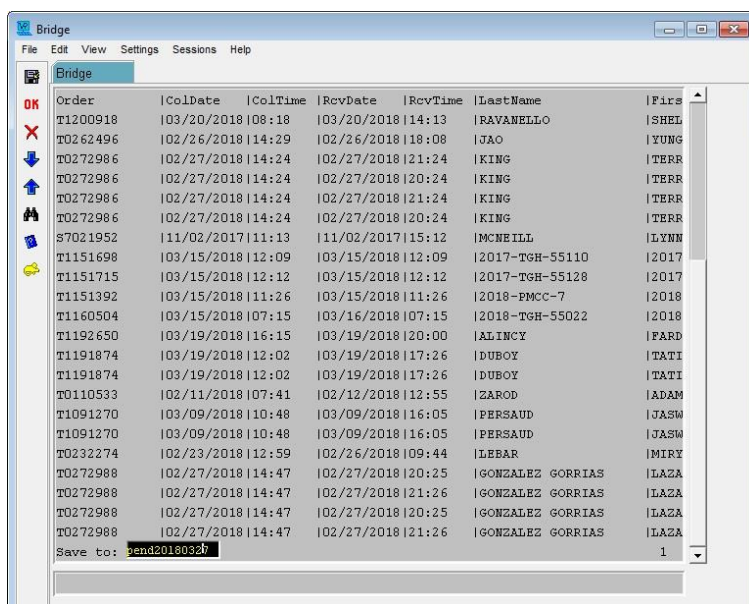 Bridge
File Edit View Settings Sessions Help
Bridge
OK
Order |ColDate |ColTime |RcvDate |RcvTime |LastName |Firs
T1200918 |03/20/2018|08:18 |03/20/2018|14:13 |RAVANELLO |SHEL
T0262496 |02/26/2018|14:29 |02/26/2018|18:08 |JAO |YUNG
T0272986 |02/27/2018|14:24 |02/27/2018|21:24 |KING |TERR
T0272986 |02/27/2018|14:24 |02/27/2018|20:24 |KING |TERR
T0272986 |02/27/2018|14:24 |02/27/2018|21:24 |KING |TERR
T0272986 |02/27/2018|14:24 |02/27/2018|20:24 |KING |TERR
S7021952 |11/02/2017|11:13 |11/02/2017|15:12 |MCNEILL |LYNN
T1151698 |03/15/2018|12:09 |03/15/2018|12:09 |2017-TGH-55110 |2017
T1151715 |03/15/2018|12:12 |03/15/2018|12:12 |2017-TGH-55128 |2017
T1151392 |03/15/2018|11:26 |03/15/2018|11:26 |2018-PMCC-7 |2018
T1160504 |03/15/2018|07:15 |03/16/2018|07:15 |2018-TGH-55022 |2018
T1192650 |03/19/2018|16:15 |03/19/2018|20:00 |ALINCY |FARD
T1191874 |03/19/2018|12:02 |03/19/2018|17:26 |DUBOY |TATI
T1191874 |03/19/2018|12:02 |03/19/2018|17:26 |DUBOY |TATI
T0110533 |02/11/2018|07:41 |02/12/2018|12:55 |ZAROD |ADAM
T1091270 |03/09/2018|10:48 |03/09/2018|16:05 |PERSAUD |JASW
T1091270 |03/09/2018|10:48 |03/09/2018|16:05 |PERSAUD |JASW
T0232274 |02/23/2018|12:59 |02/26/2018|09:44 |LEBAR |MIRY
T0272988 |02/27/2018|14:47 |02/27/2018|20:25 |GONZALEZ GORRIAS |LAZA
T0272988 |02/27/2018|14:47 |02/27/2018|21:26 |GONZALEZ GORRIAS |LAZA
T0272988 |02/27/2018|14:47 |02/27/2018|20:25 |GONZALEZ GORRIAS |LAZA
T0272988 |02/27/2018|14:47 |02/27/2018|21:26 |GONZALEZ GORRIAS |LAZA
Save to: pend20180327 1